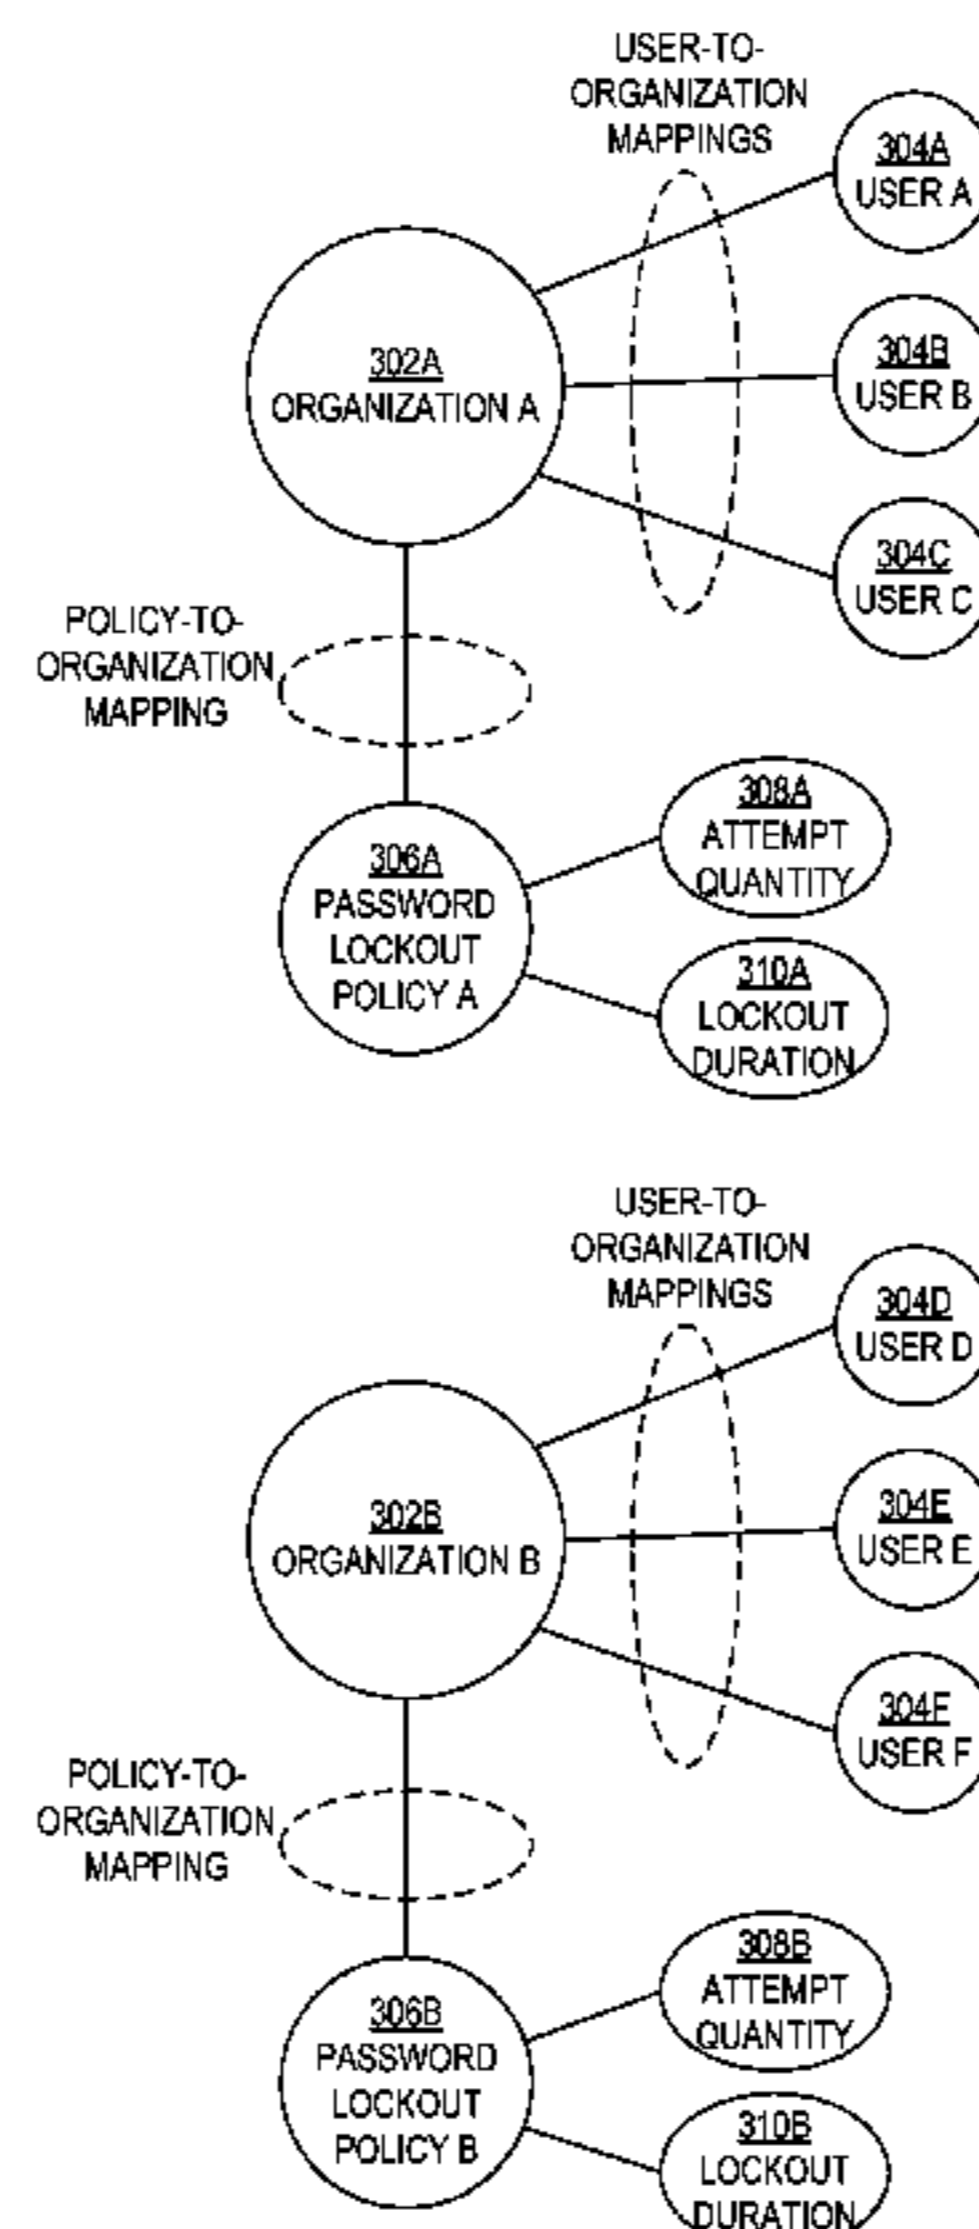 USER-TO-
ORGANIZATION
MAPPINGS
304A
USER A
302A
ORGANIZATION A
304B
USER B
304C
USER C
POLICY-TO-
ORGANIZATION
MAPPING
306A
PASSWORD
LOCKOUT
POLICY A
308A
ATTEMPT
QUANTITY
310A
LOCKOUT
DURATION
USER-TO-
ORGANIZATION
MAPPINGS
304D
USER D
302B
ORGANIZATION B
304E
USER E
304F
USER F
POLICY-TO-
ORGANIZATION
MAPPING
306B
PASSWORD
LOCKOUT
POLICY B
308B
ATTEMPT
QUANTITY
310B
LOCKOUT
DURATION